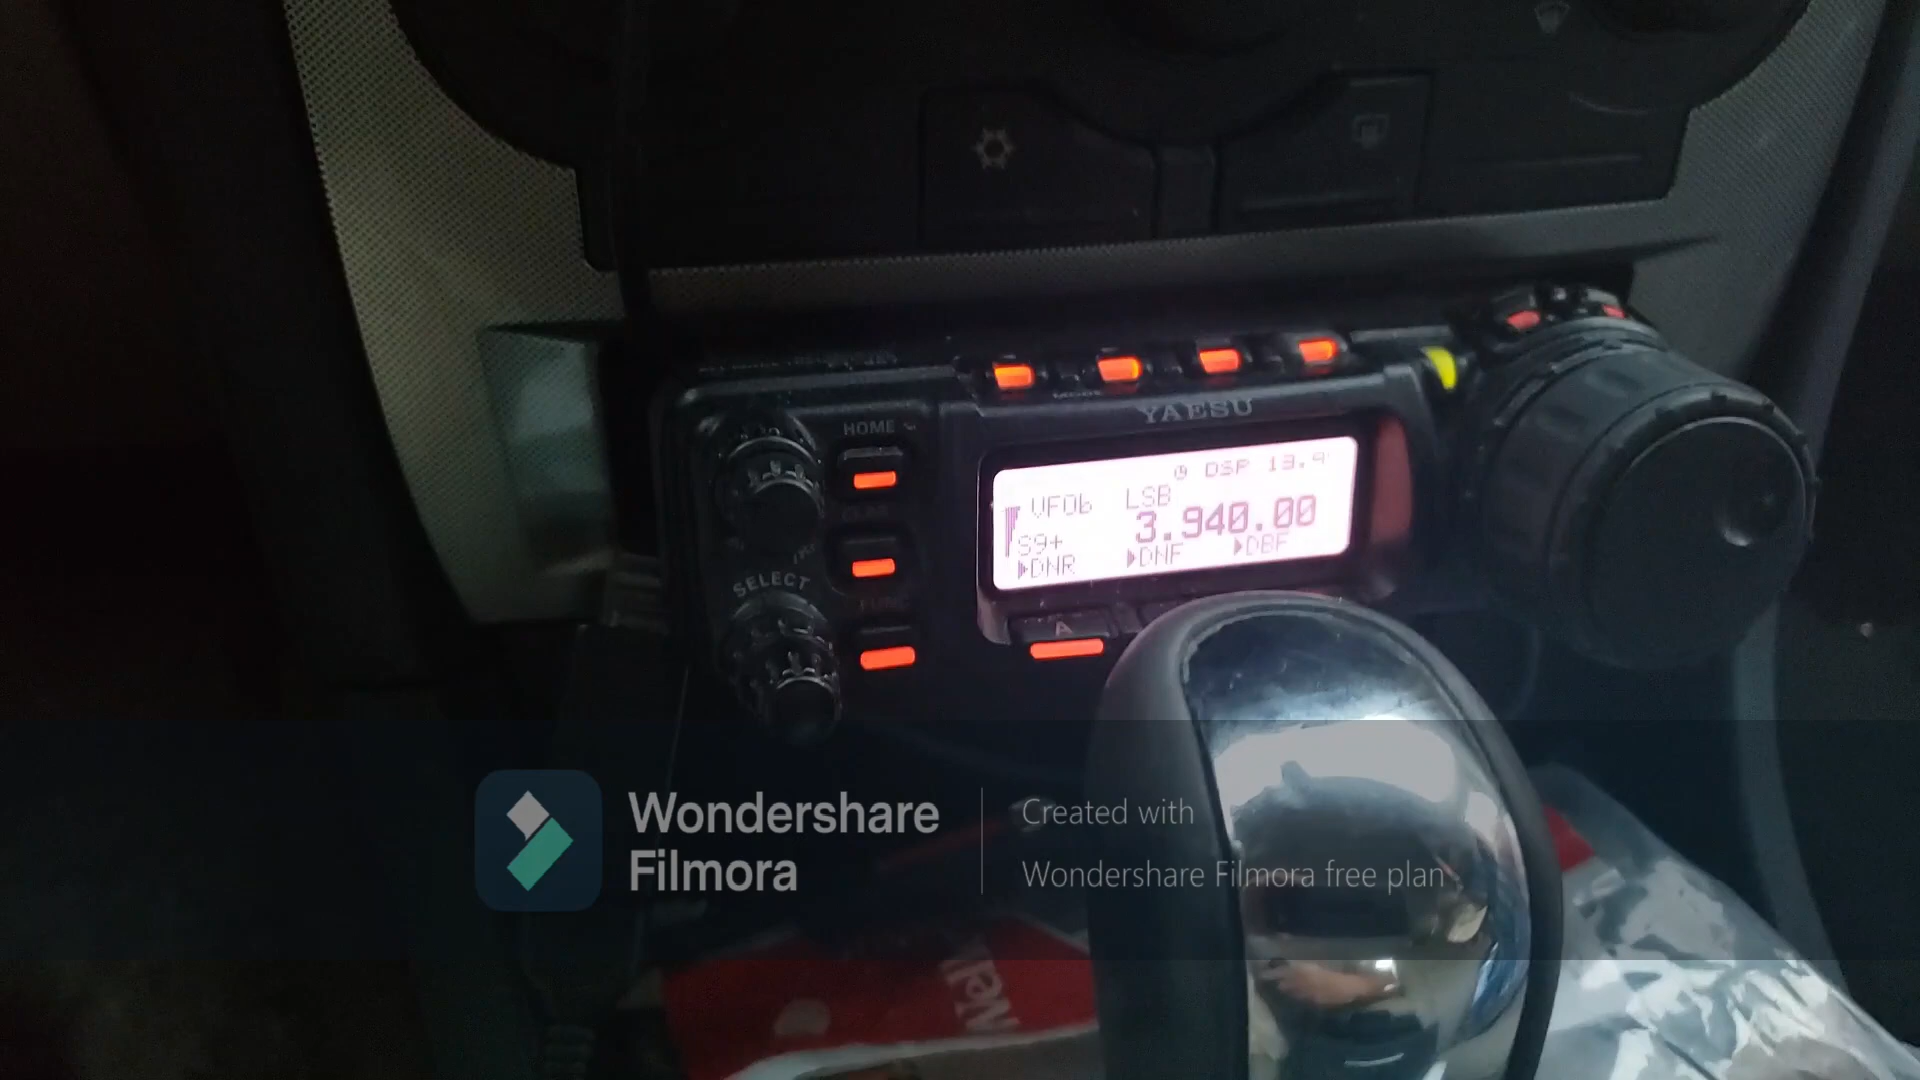 HOME
YAESU
DSP 13.9
VFOb LSB
3.940.00
S9+
DNR DNF DBF
SELECT
A
Wondershare
Filmora
Created with
Wondershare Filmora free plan